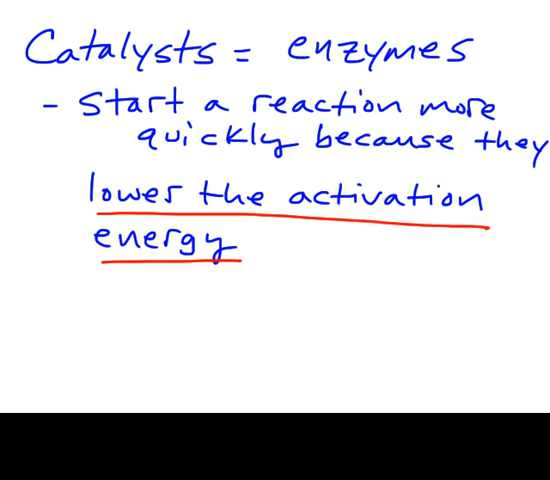 Catalysts = enzymes
- Start a reaction more
quickly because they
lower the activation
energy